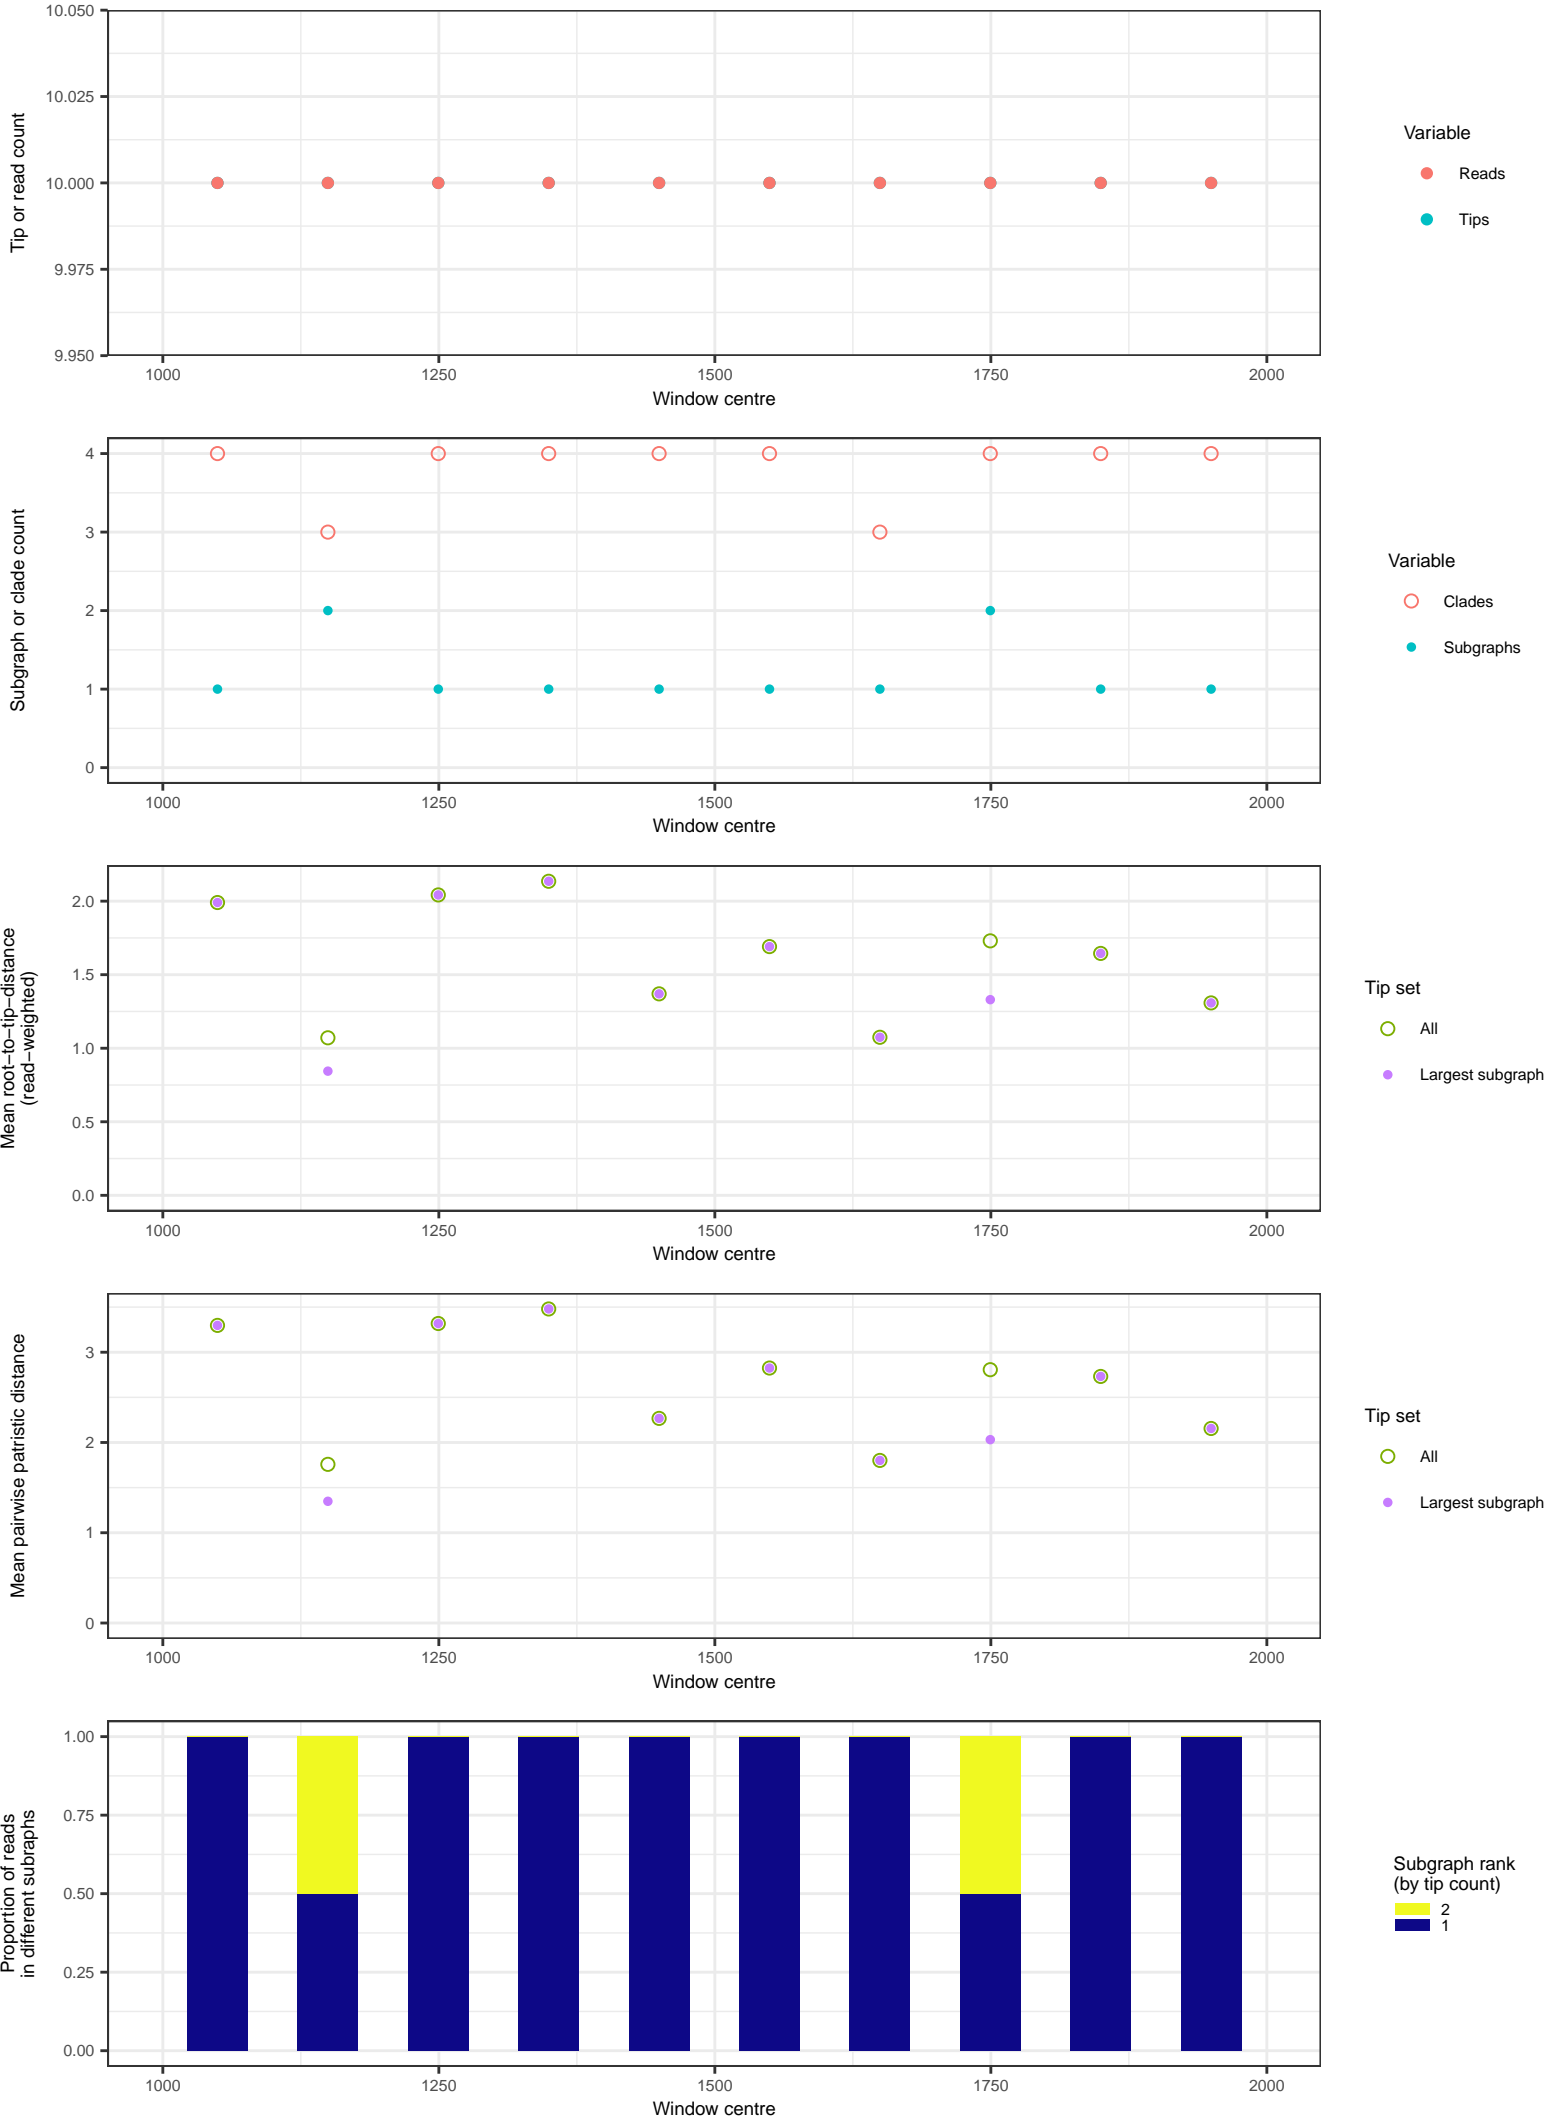 10.050
10.025
10.000
9.975
9.950
Tip or read count
1000 1250 1500 1750 2000
Window centre
Variable
Reads
Tips
4
3
2
1
0
Subgraph or clade count
1000 1250 1500 1750 2000
Window centre
Variable
Clades
Subgraphs
2.0
1.5
1.0
0.5
0.0
Mean root−to−tip−distance
(read−weighted)
1000 1250 1500 1750 2000
Window centre
Tip set
All
Largest subgraph
3
2
1
0
Mean pairwise patristic distance
1000 1250 1500 1750 2000
Window centre
Tip set
All
Largest subgraph
1.00
0.75
0.50
0.25
0.00
Proportion of reads
in different subraphs
1000 1250 1500 1750 2000
Window centre
Subgraph rank
(by tip count)
2
1